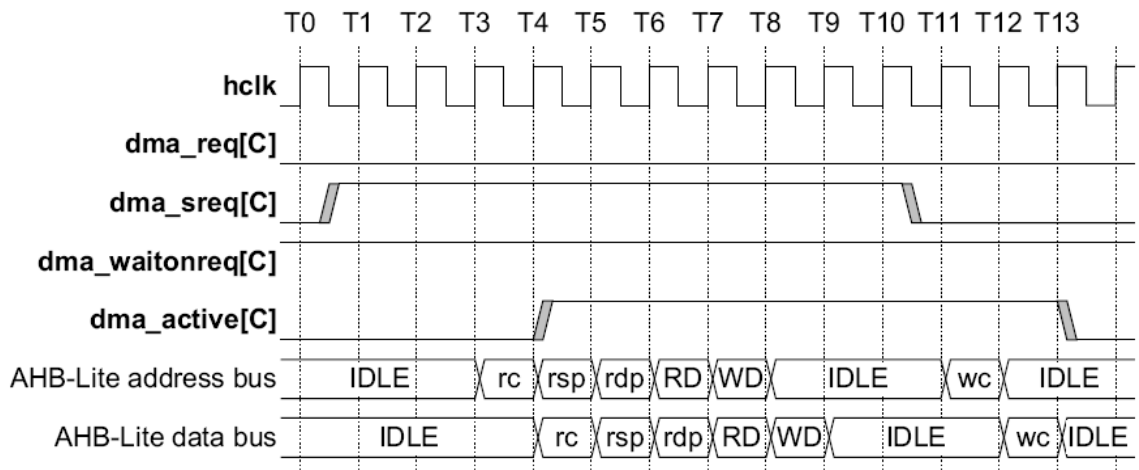 T0 T1 T2 T3 T4 T5 T6 T7 T8 T9 T10 T11 T12 T13
hclk
dma_req[C]
dma_sreq[C]
dma_waitonreq[C]
dma_active[C]
AHB-Lite address bus IDLE rc rsp rdp RD WD IDLE wc IDLE
AHB-Lite data bus IDLE rc rsp rdp RD WD IDLE wc IDLE